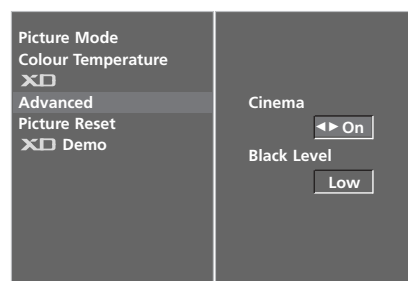 Picture Mode
Colour Temperature
XD
Advanced
Picture Reset
XD Demo
Cinema
◄► On
Black Level
Low